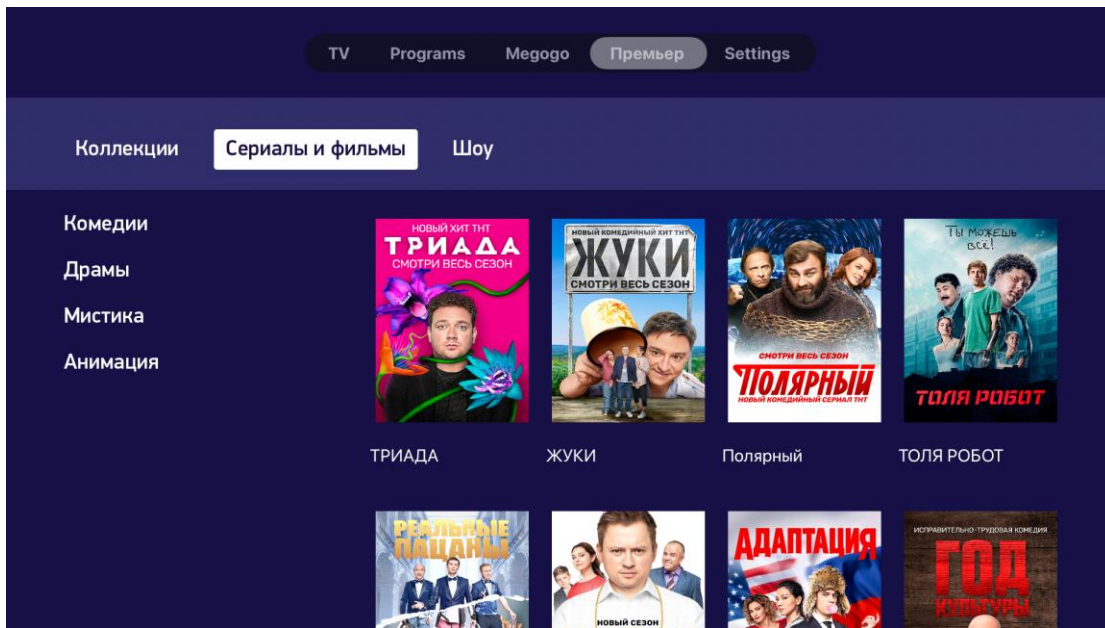 TV
Programs
Megogo
Премьер
Settings
Коллекции
Сериалы и фильмы
Шоу
Комедии
Драмы
Мистика
Анимация
НОВЫЙ ХИТ ТНТ
ТРИАДА
СМОТРИ ВЕСЬ СЕЗОН
НОВЫЙ КОМЕДИЙНЫЙ ХИТ ТНТ
ЖУКИ
СМОТРИ ВЕСЬ СЕЗОН
СМОТРИ ВЕСЬ СЕЗОН
ПОЛЯРНЫЙ
НОВЫЙ КОМЕДИЙНЫЙ СЕРИАЛ ТНТ
ТЫ МОЖЕШЬ
ВСЁ!
ТОЛЯ РОБОТ
ТРИАДА
ЖУКИ
Полярный
ТОЛЯ РОБОТ
РЕАЛЬНЫЕ
ПАЦАНЫ
НОВЫЙ СЕЗОН
АДАПТАЦИЯ
ИСПРАВИТЕЛЬНО-ТРУДОВАЯ КОМЕДИЯ
ГОД
КУЛЬТУРЫ